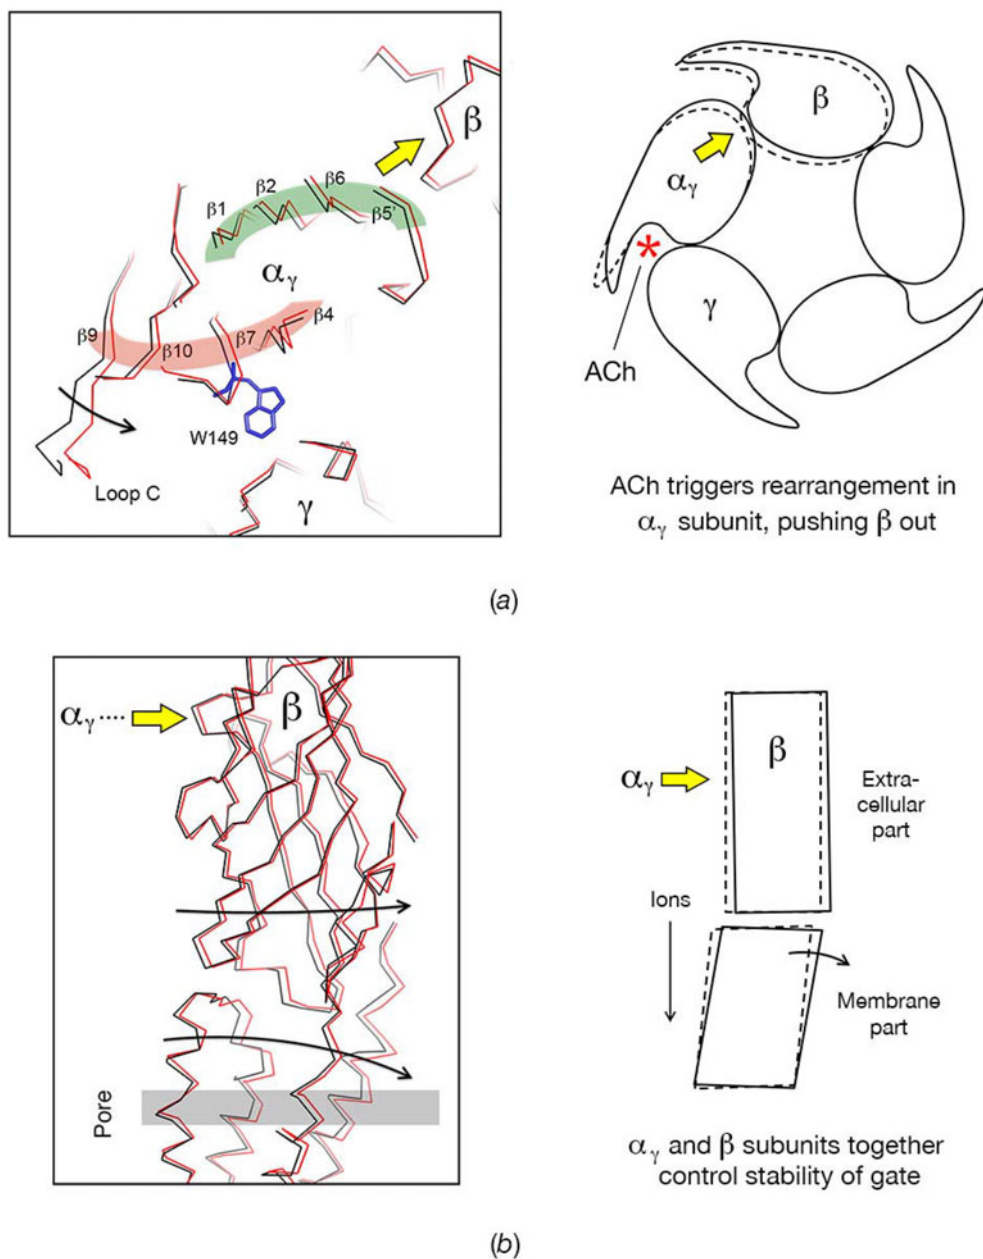 β
β
β6
β2
β1
β5'
αγ
αγ
β4
β9
β7
β10
*
γ
W149
ACh
Loop C
γ
ACh triggers rearrangement in
αγ subunit, pushing β out
(a)
β
αγ
β
αγ
Extra-
cellular
part
Ions
Membrane
part
Pore
αγ and β subunits together
control stability of gate
(b)